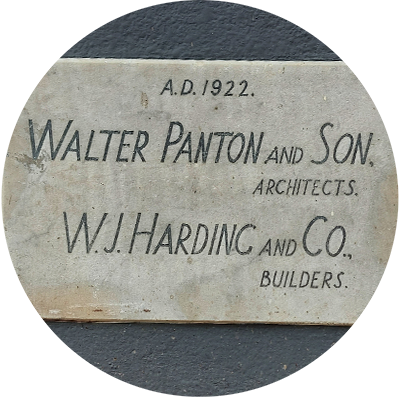 A.D. 1922.
WALTER PANTON AND SON,
ARCHITECTS.
W.J. HARDING AND CO.,
BUILDERS.